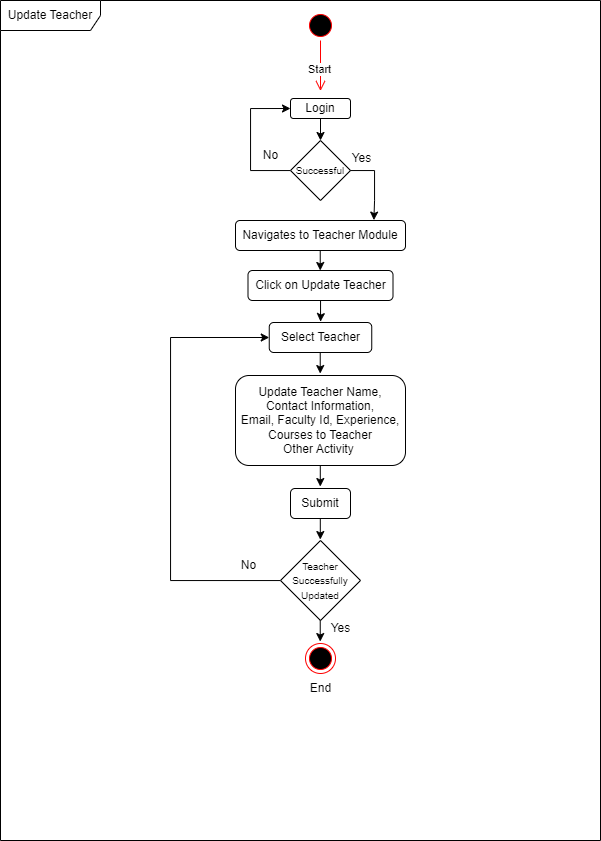 Update Teacher
Start
Login
No
Yes
Successful
Navigates to Teacher Module
Click on Update Teacher
Select Teacher
Update Teacher Name,
Contact Information,
Email, Faculty Id, Experience,
Courses to Teacher
Other Activity
Submit
No
Teacher
Successfully
Updated
Yes
End